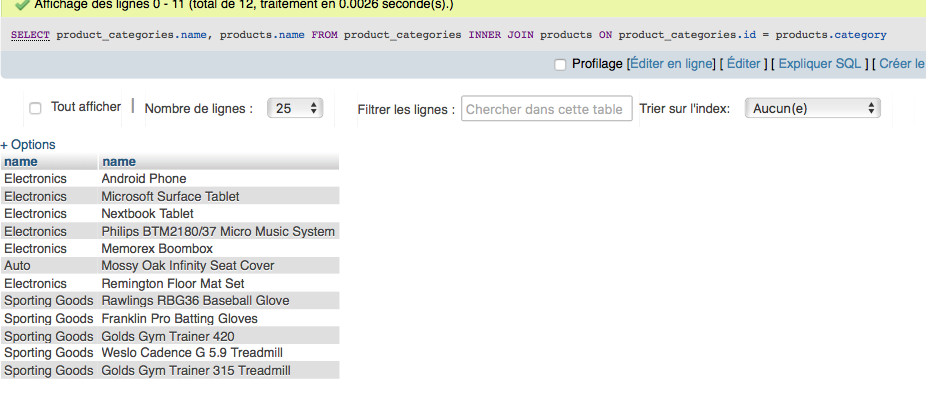 Affichage des lignes 0 - 11 (total de 12, traitement en 0.0026 seconde(s).)
SELECT product_categories.name, products.name FROM product_categories INNER JOIN products ON product_categories.id = products.category
Profilage [Éditer en ligne] [ Éditer ] [ Expliquer SQL ] [ Créer le
Tout afficher | Nombre de lignes : 25 Filtrer les lignes : Chercher dans cette table Trier sur l'index: Aucun(e)
+ Options
name name
Electronics Android Phone
Electronics Microsoft Surface Tablet
Electronics Nextbook Tablet
Electronics Philips BTM2180/37 Micro Music System
Electronics Memorex Boombox
Auto Mossy Oak Infinity Seat Cover
Electronics Remington Floor Mat Set
Sporting Goods Rawlings RBG36 Baseball Glove
Sporting Goods Franklin Pro Batting Gloves
Sporting Goods Golds Gym Trainer 420
Sporting Goods Weslo Cadence G 5.9 Treadmill
Sporting Goods Golds Gym Trainer 315 Treadmill